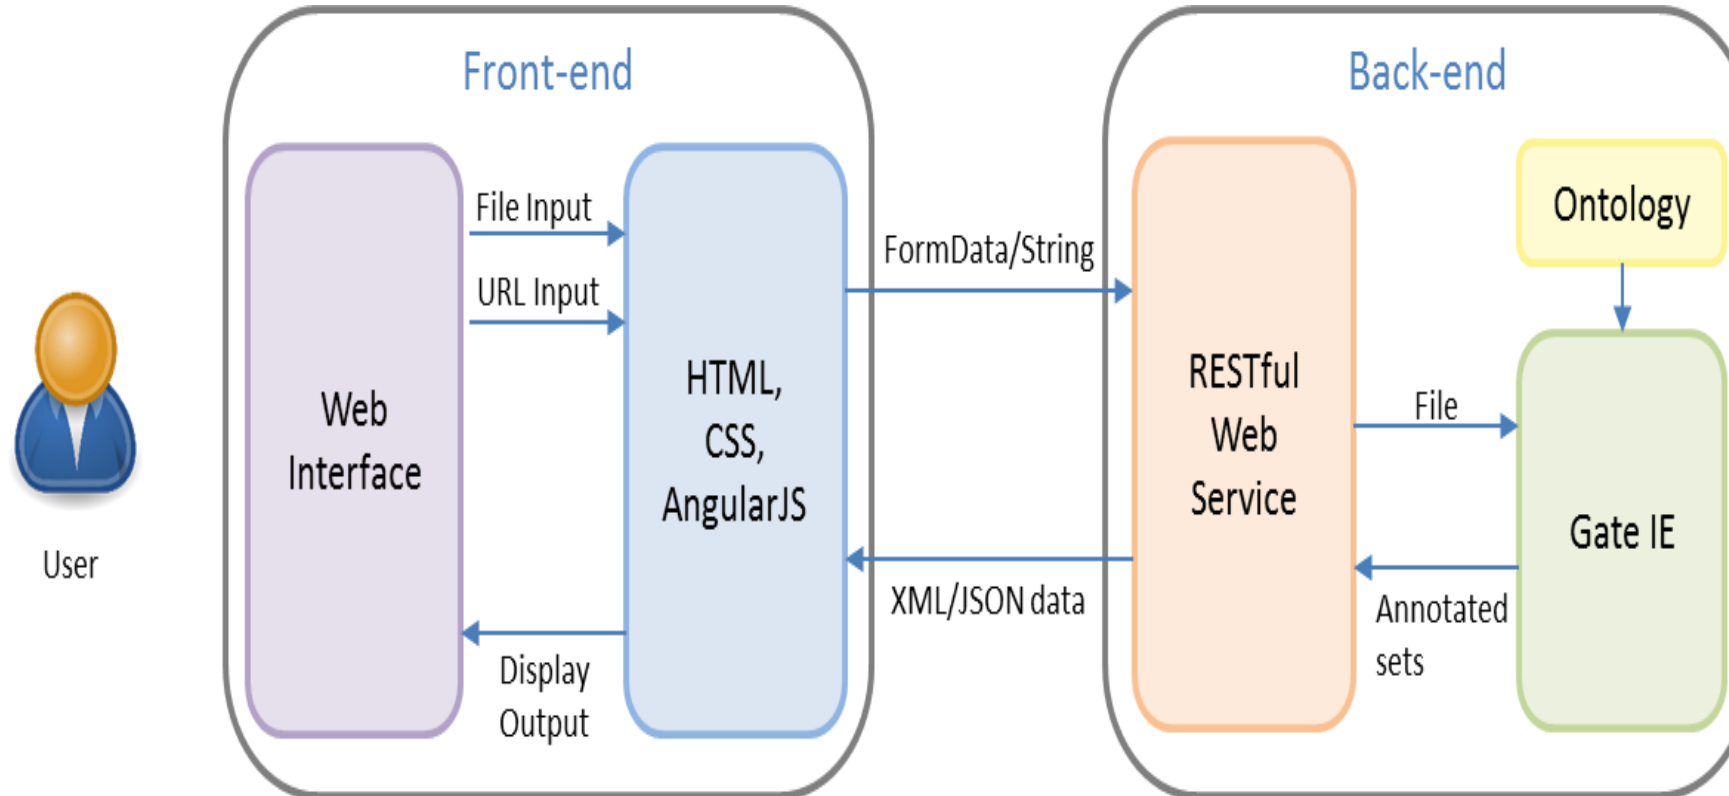 Front-end
Back-end
User
Web
Interface
File Input
URL Input
Display
Output
HTML,
CSS,
AngularJS
FormData/String
XML/JSON data
RESTful
Web
Service
File
Annotated
sets
Ontology
Gate IE